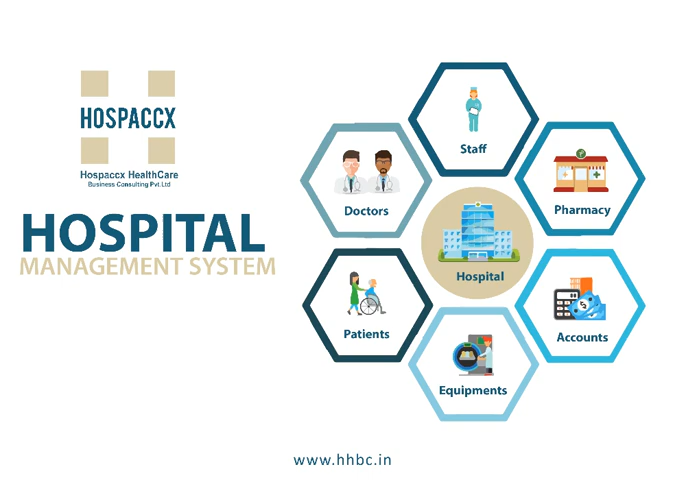 HOSPACCX
Hospaccx HealthCare
Business Consulting Pvt.Ltd
HOSPITAL
MANAGEMENT SYSTEM
Staff
Doctors
Pharmacy
Hospital
Patients
Accounts
Equipments
www.hhbc.in